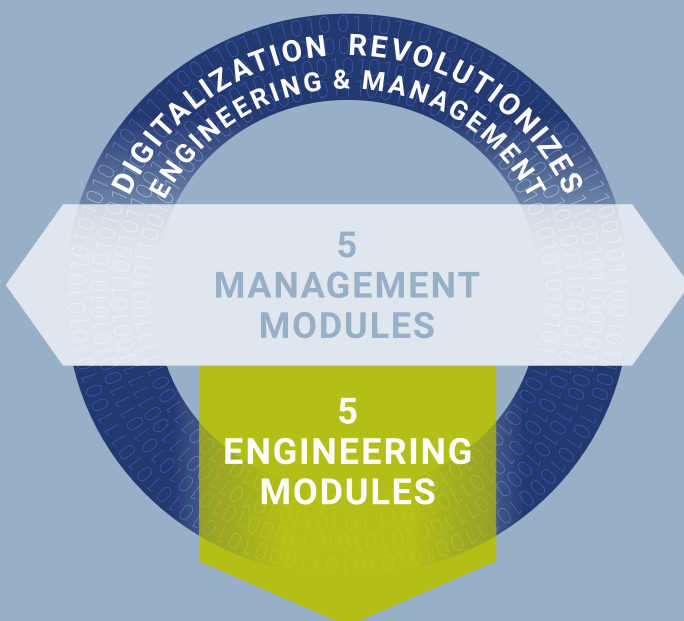 DIGITALIZATION REVOLUTIONIZES
ENGINEERING & MANAGEMENT
5
MANAGEMENT
MODULES
5
ENGINEERING
MODULES